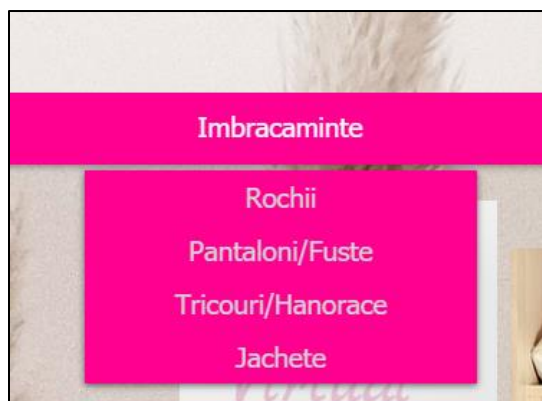 Imbracaminte
Rochii
Pantaloni/Fuste
Tricouri/Hanorace
Jachete